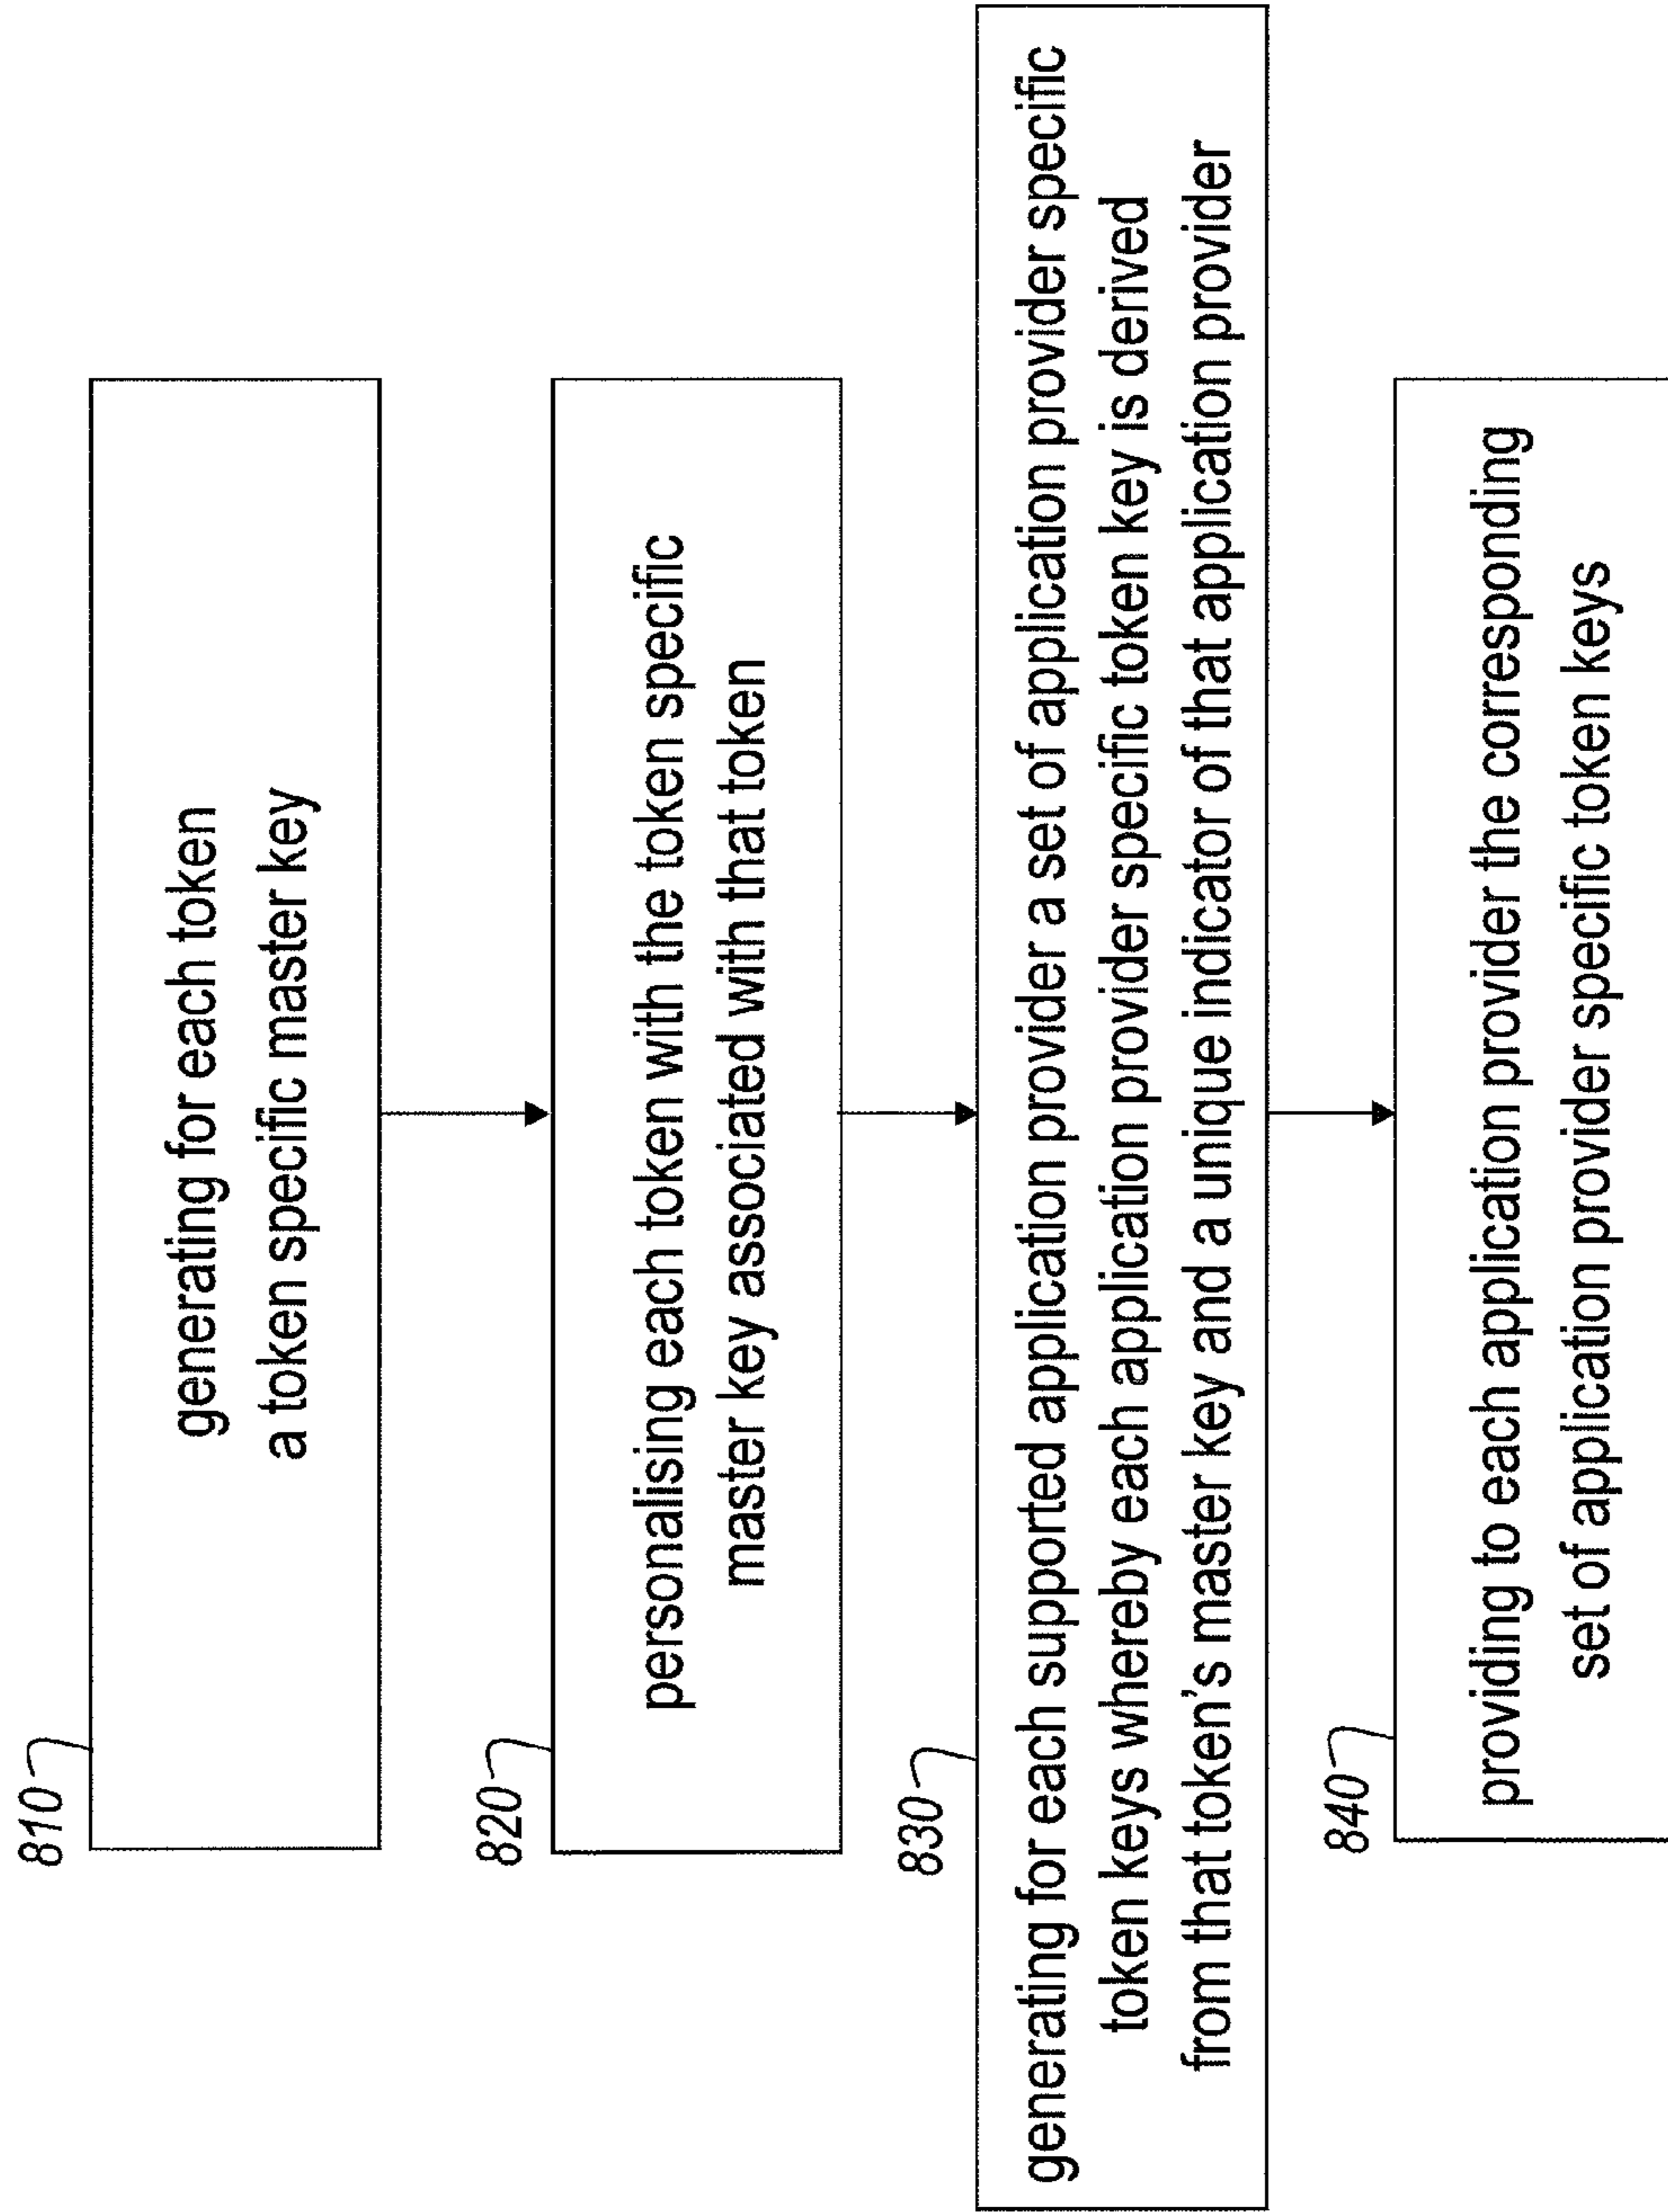 810
generating for each token
a token specific master key
820
personalising each token with the token specific
master key associated with that token
830
generating for each supported application provider a set of application provider specific
token keys whereby each application provider specific token key is derived
from that token's master key and a unique indicator of that application provider
840
providing to each application provider the corresponding
set of application provider specific token keys